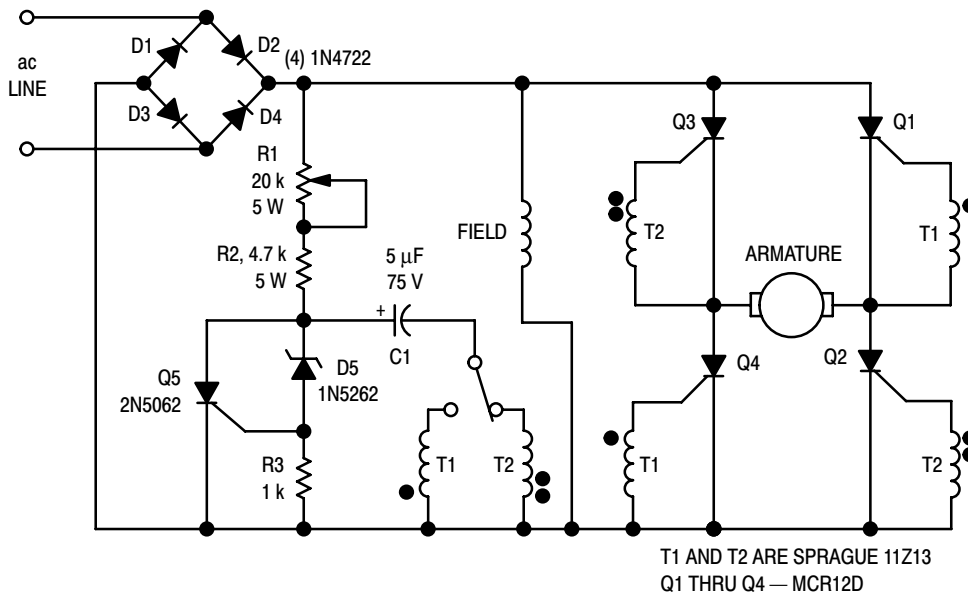 ac
LINE
D1
D2
D3
D4
(4) 1N4722
R1
20 k
5 W
R2, 4.7 k
5 W
5 μF
75 V
+
C1
Q5
2N5062
D5
1N5262
R3
1 k
T1
T2
FIELD
Q3
Q1
T2
T1
ARMATURE
Q4
Q2
T1
T2
T1 AND T2 ARE SPRAGUE 11Z13
Q1 THRU Q4 — MCR12D